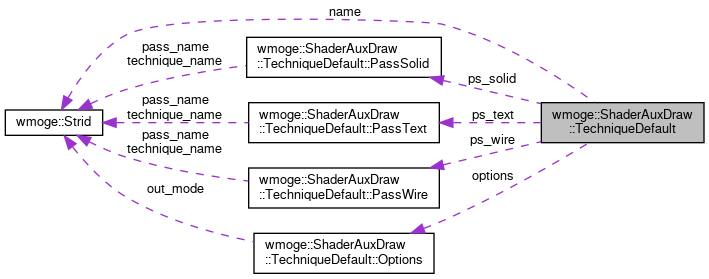 name
pass_name
technique_name
wmoge::ShaderAuxDraw
::TechniqueDefault::PassSolid
ps_solid
pass_name
technique_name
wmoge::ShaderAuxDraw
::TechniqueDefault::PassText
ps_text
wmoge::ShaderAuxDraw
::TechniqueDefault
wmoge::Strid
pass_name
technique_name
ps_wire
wmoge::ShaderAuxDraw
::TechniqueDefault::PassWire
out_mode
options
wmoge::ShaderAuxDraw
::TechniqueDefault::Options